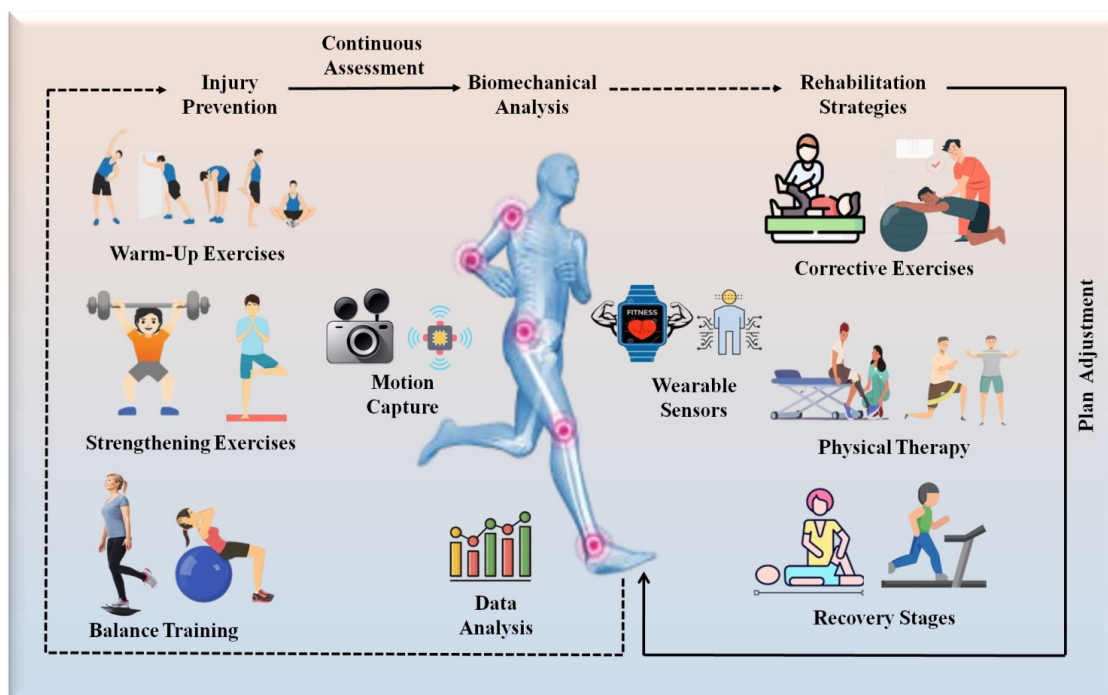 Continuous
Assessment
Injury
Prevention
Biomechanical
Analysis
Rehabilitation
Strategies
Warm-Up Exercises
Corrective Exercises
FITNESS
Motion
Capture
Wearable
Sensors
Strengthening Exercises
Physical Therapy
Plan Adjustment
Balance Training
Data
Analysis
Recovery Stages